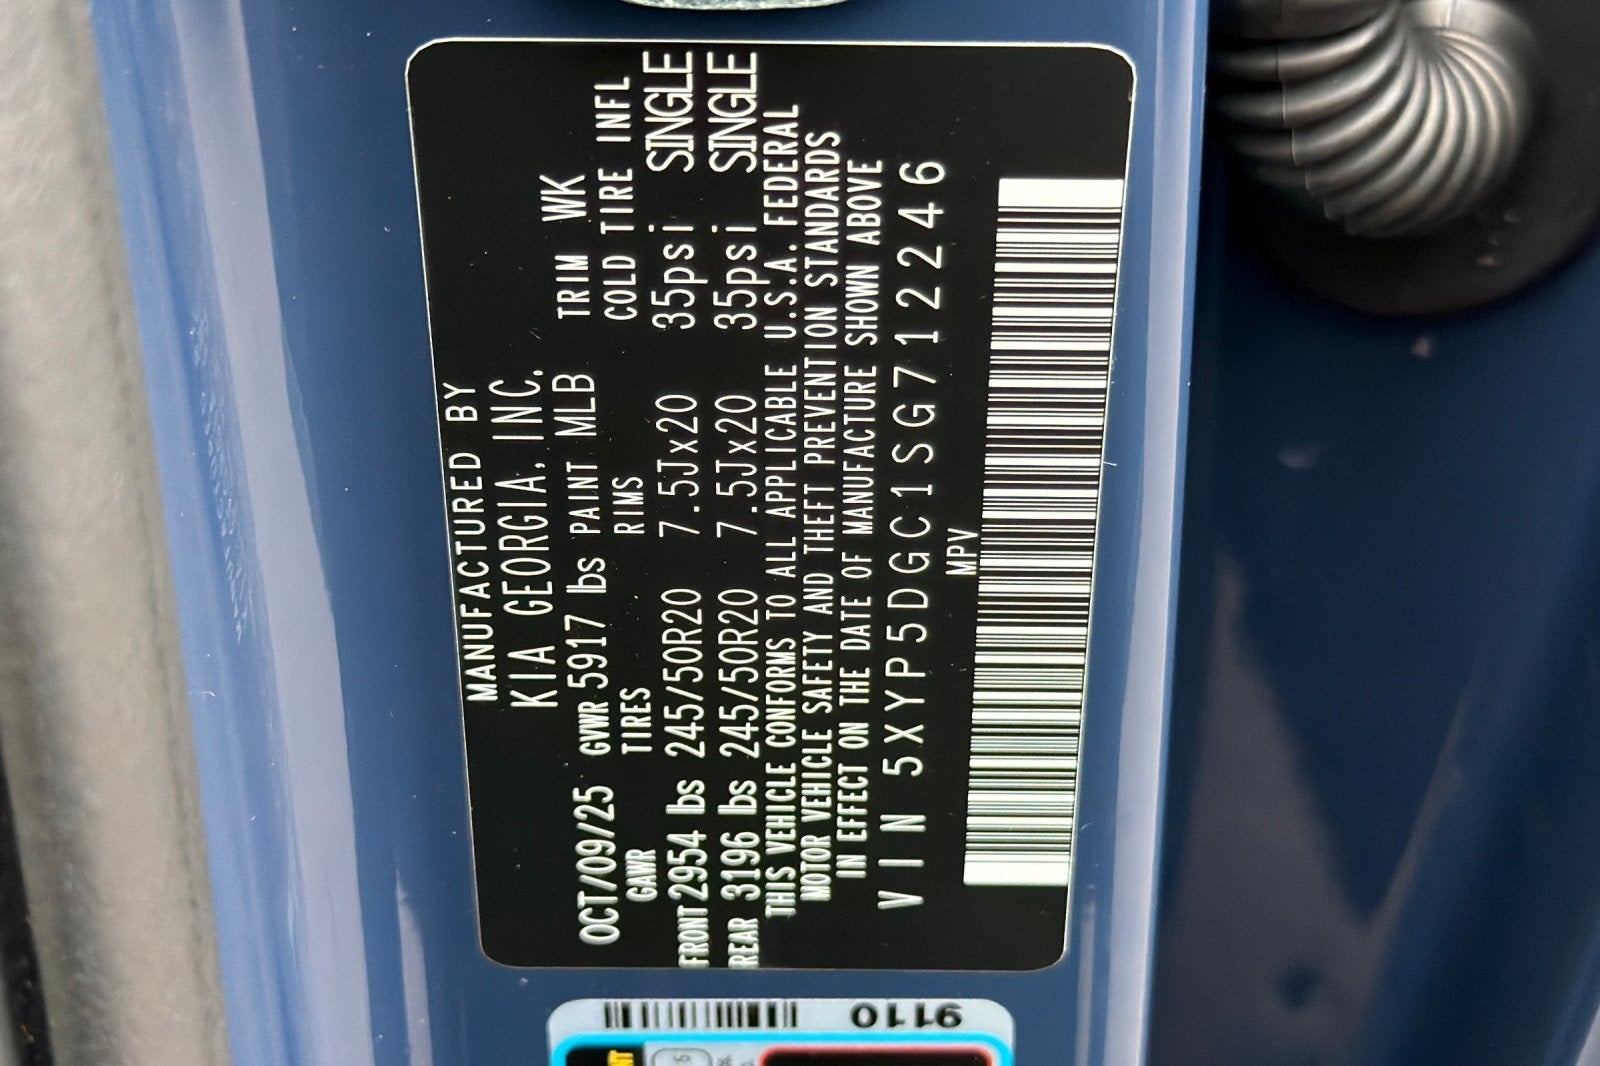 MANUFACTURED BY
KIA GEORGIA, INC.
OCT/09/25 GVWR 5917 lbs PAINT MLB TRIM WK
GAWR TIRES RIMS COLD TIRE INFL
FRONT 2954 lbs 245/50R20 7.5Jx20 35psi SINGLE
REAR 3196 lbs 245/50R20 7.5Jx20 35psi SINGLE
THIS VEHICLE CONFORMS TO ALL APPLICABLE U.S.A. FEDERAL
MOTOR VEHICLE SAFETY AND THEFT PREVENTION STANDARDS
IN EFFECT ON THE DATE OF MANUFACTURE SHOWN ABOVE
VIN 5XYP5DGC1SG712246
MPV
9110